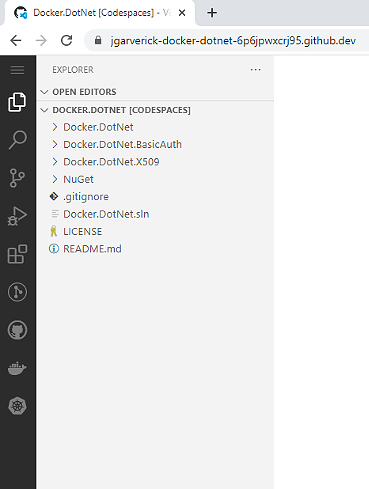 Docker.DotNet [Codespaces] - Vi
jgarverick-docker-dotnet-6p6jpwxcrj95.github.dev
EXPLORER
OPEN EDITORS
DOCKER.DOTNET [CODESPACES]
Docker.DotNet
Docker.DotNet.BasicAuth
Docker.DotNet.X509
NuGet
.gitignore
Docker.DotNet.sln
LICENSE
README.md